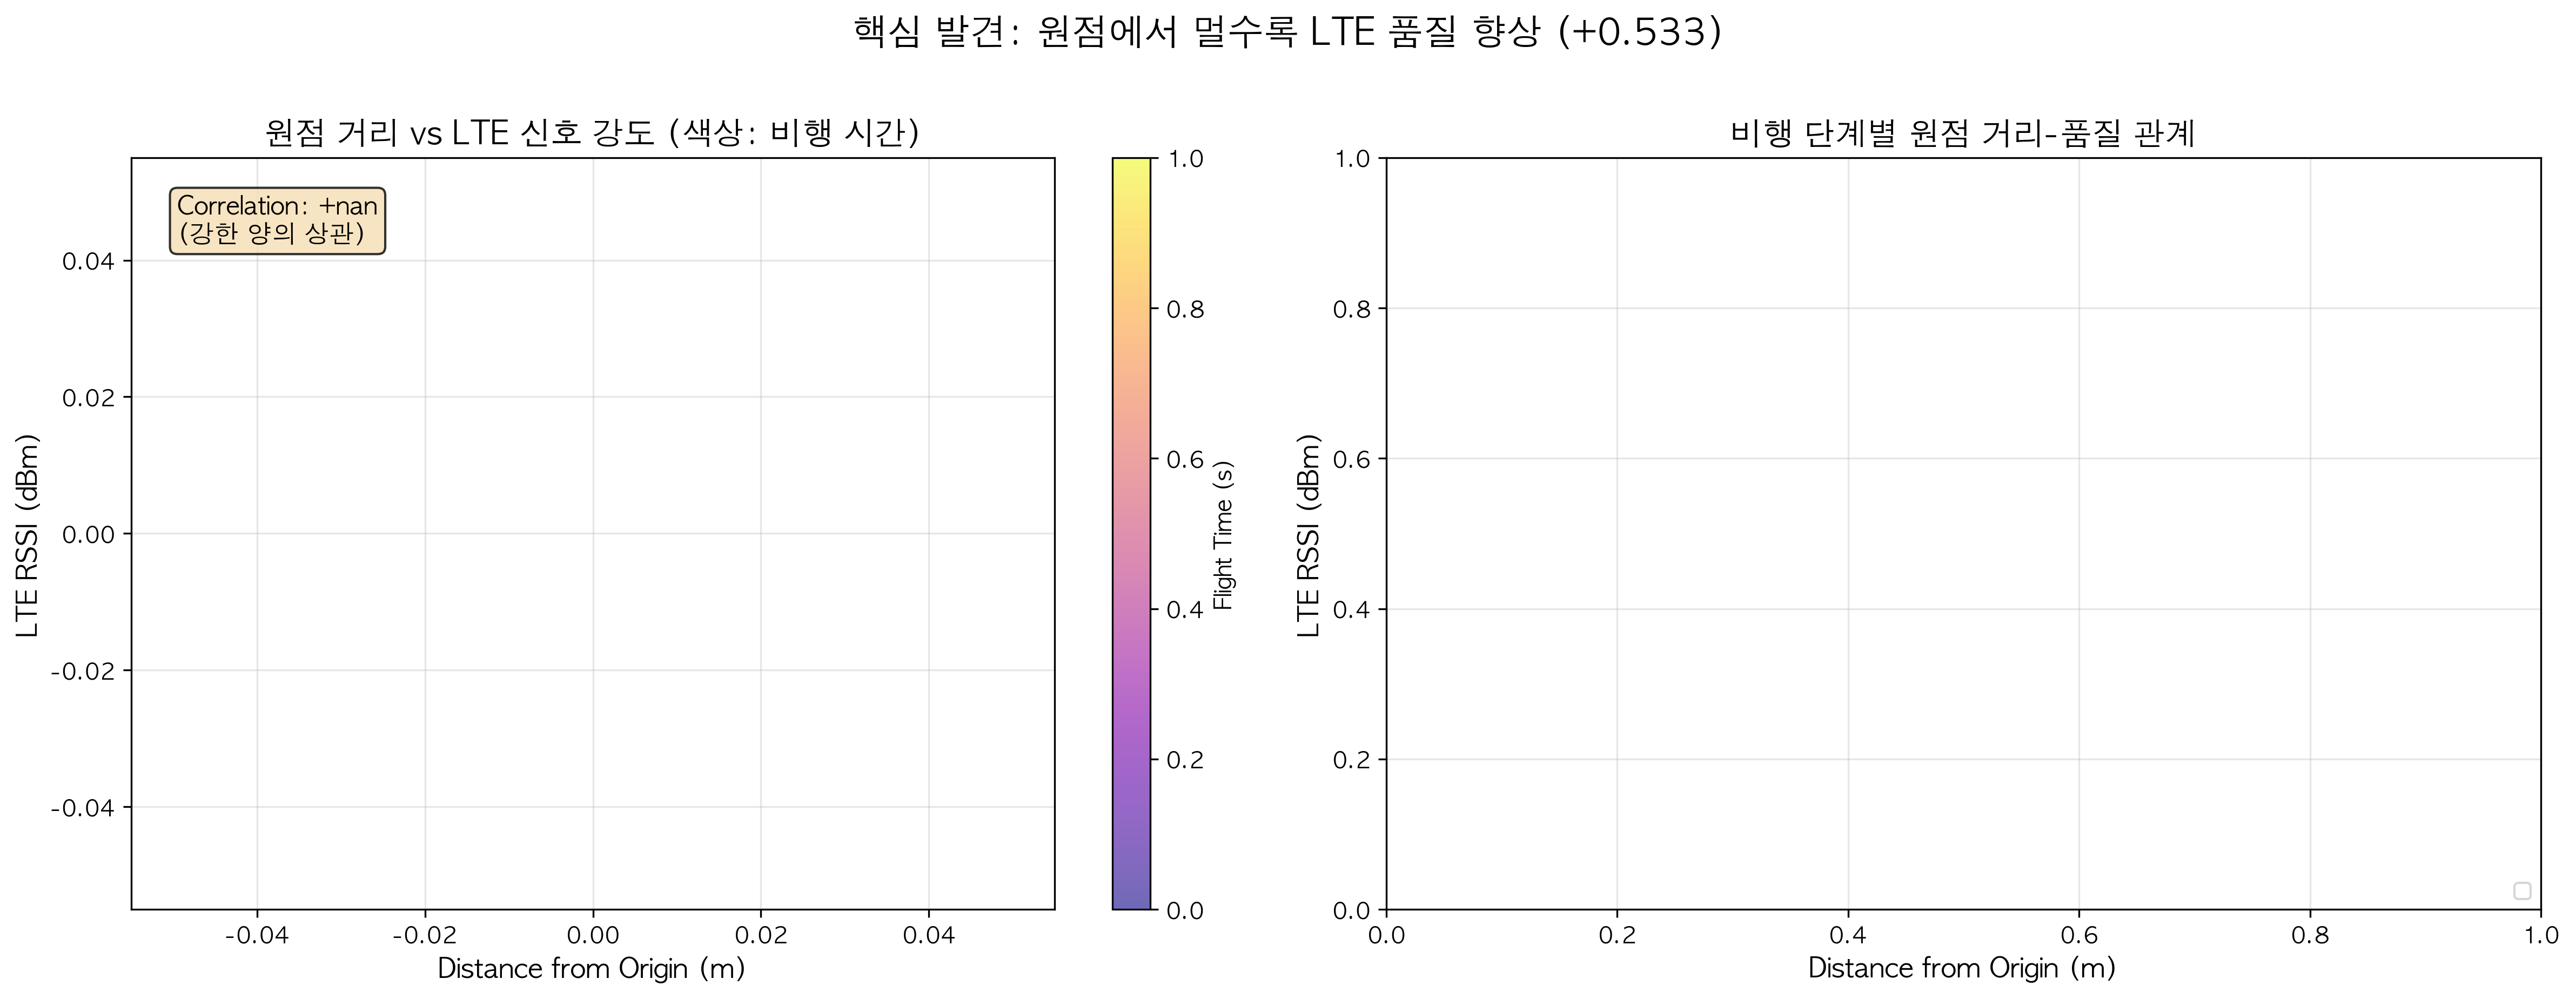 핵심 발견: 원점에서 멀수록 LTE 품질 향상 (+0.533)
원점 거리 vs LTE 신호 강도 (색상: 비행 시간)
Correlation: +nan
(강한 양의 상관)
LTE RSSI (dBm)
0.04
0.02
0.00
-0.02
-0.04
-0.04
-0.02
0.00
0.02
0.04
Distance from Origin (m)
1.0
0.8
0.6
0.4
0.2
0.0
Flight Time (s)
비행 단계별 원점 거리-품질 관계
LTE RSSI (dBm)
1.0
0.8
0.6
0.4
0.2
0.0
0.0
0.2
0.4
0.6
0.8
1.0
Distance from Origin (m)